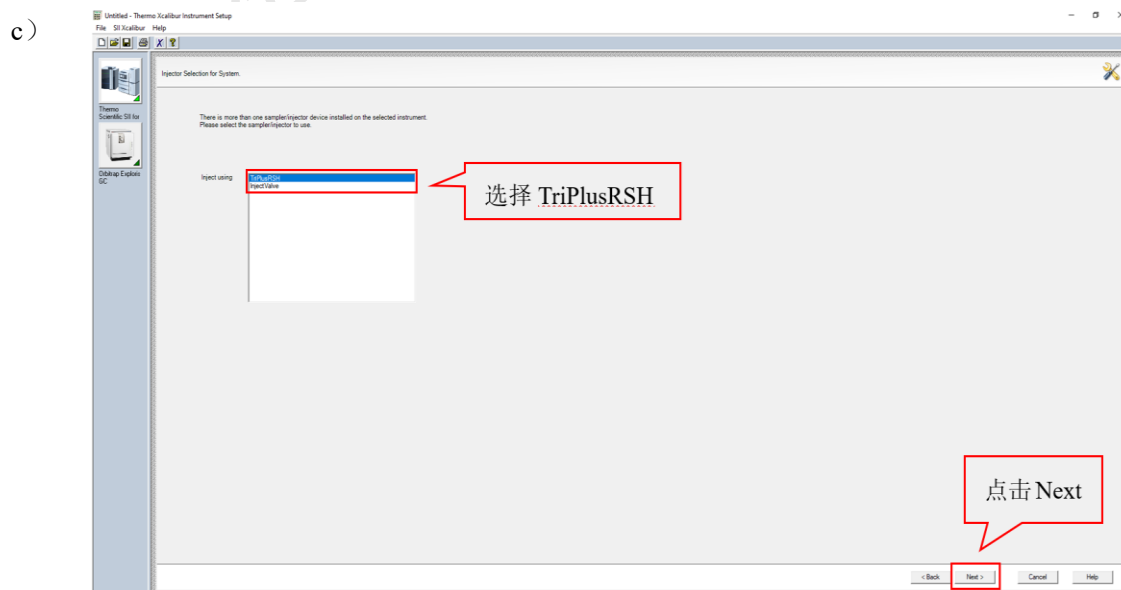 c）
Untitled - Thermo Xcalibur Instrument Setup
File SII Xcalibur Help
Injector Selection for System.
Thermo
Scientific SII for
Orbitrap Exploris
GC
There is more than one sampler/injector device installed on the selected instrument.
Please select the sampler/injector to use.
Inject using
TriPlusRSH
InjectValve
选择 TriPlusRSH
点击 Next
< Back
Next >
Cancel
Help